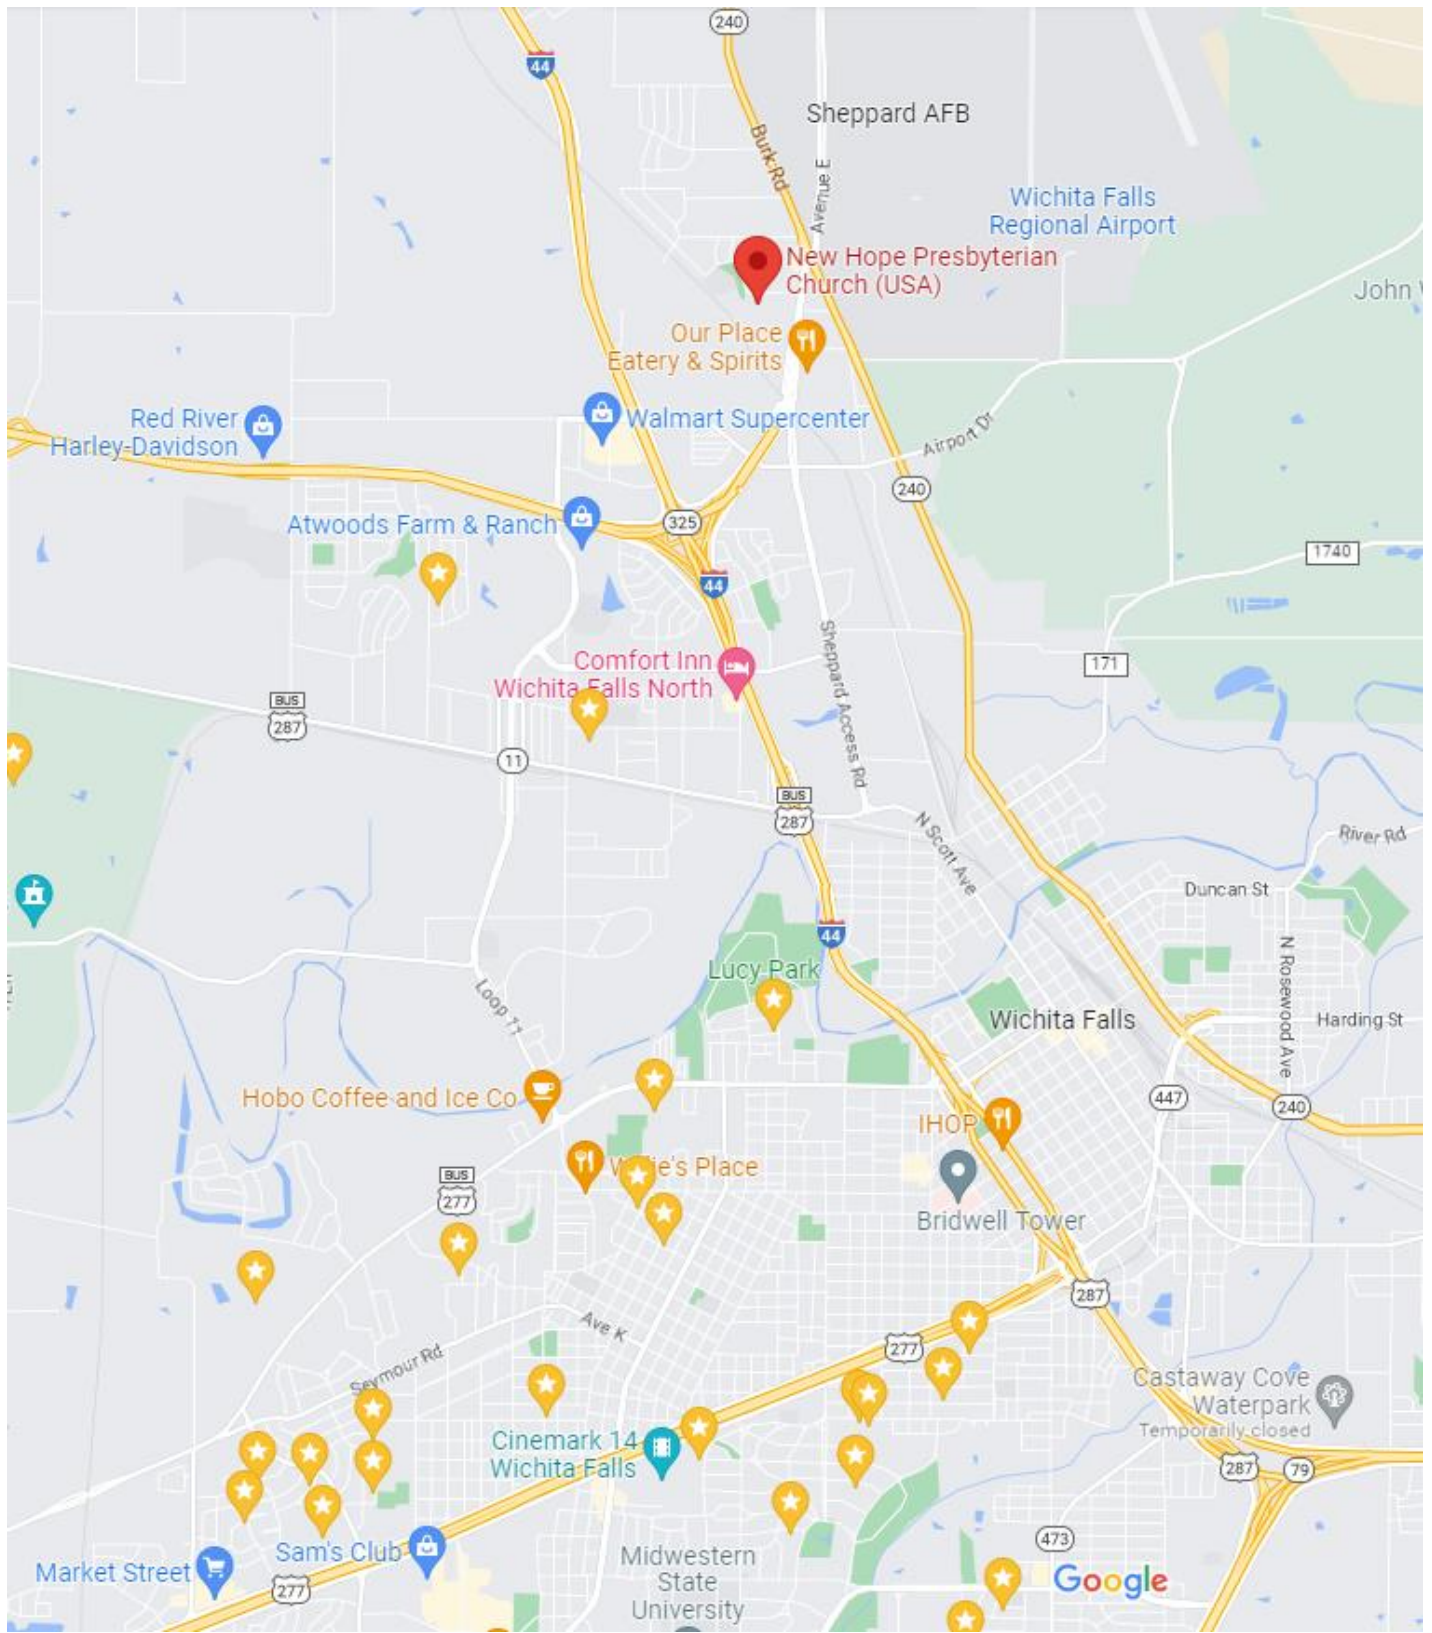 240
44
Sheppard AFB
Burk Rd
Avenue E
Wichita Falls
Regional Airport
New Hope Presbyterian
Church (USA)
John
Our Place
Eatery & Spirits
Red River
Harley-Davidson
Walmart Supercenter
Airport Dr
240
325
Atwoods Farm & Ranch
1740
44
Sheppard Access Rd
Comfort Inn
Wichita Falls North
171
BUS
287
11
BUS
287
N Scott Ave
River Rd
Duncan St
44
N Rosewood Ave
Lucy Park
Loop 11
Wichita Falls
Harding St
Hobo Coffee and Ice Co
447
240
IHOP
BUS
277
Bridwell Tower
287
Ave K
277
Seymour Rd
Castaway Cove
Waterpark
Temporarily closed
Cinemark 14
Wichita Falls
287
79
473
Sam's Club
Market Street
277
Midwestern
State
University
Google